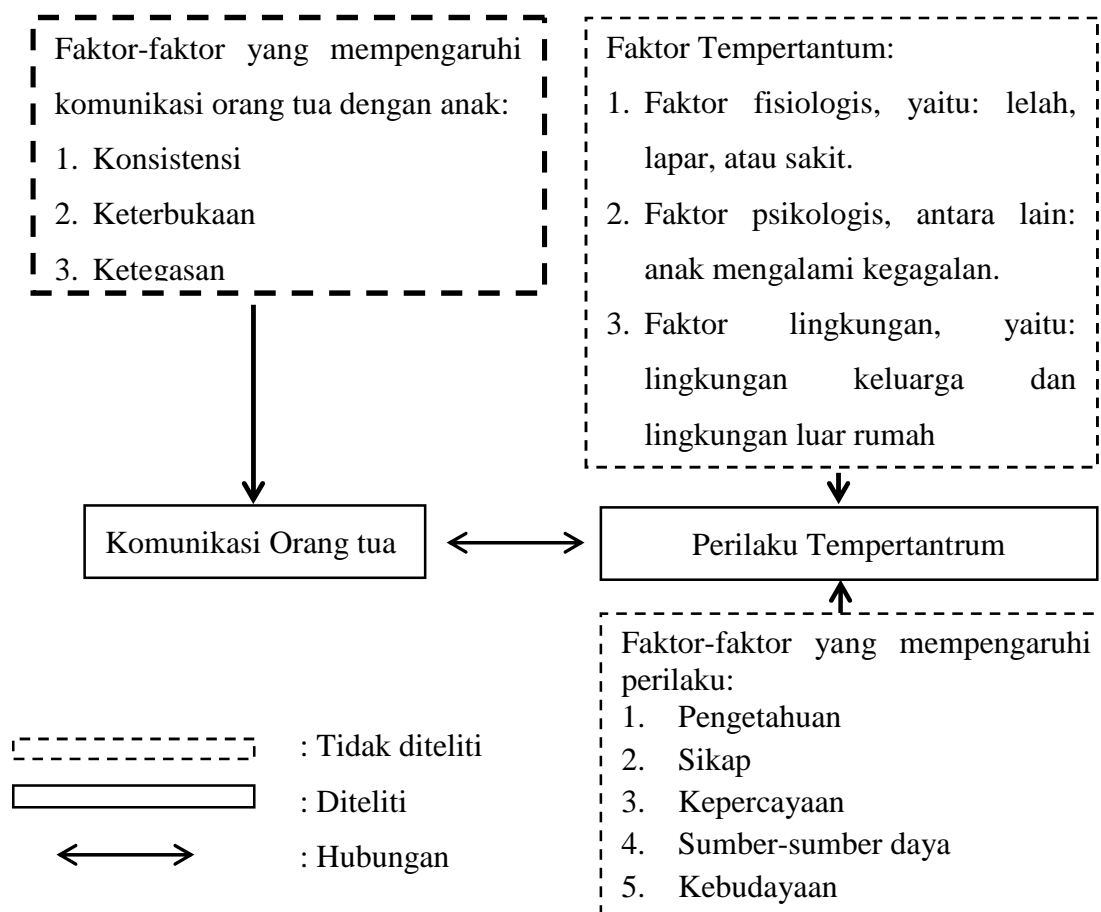 Faktor-faktor yang mempengaruhi
komunikasi orang tua dengan anak:
1. Konsistensi
2. Keterbukaan
3. Ketegasan
Faktor Tempertantum:
1. Faktor fisiologis, yaitu: lelah,
lapar, atau sakit.
2. Faktor psikologis, antara lain:
anak mengalami kegagalan.
3. Faktor lingkungan, yaitu:
lingkungan keluarga dan
lingkungan luar rumah
Komunikasi Orang tua
Perilaku Tempertantrum
Faktor-faktor yang mempengaruhi
perilaku:
1. Pengetahuan
2. Sikap
3. Kepercayaan
4. Sumber-sumber daya
5. Kebudayaan
: Tidak diteliti
: Diteliti
: Hubungan